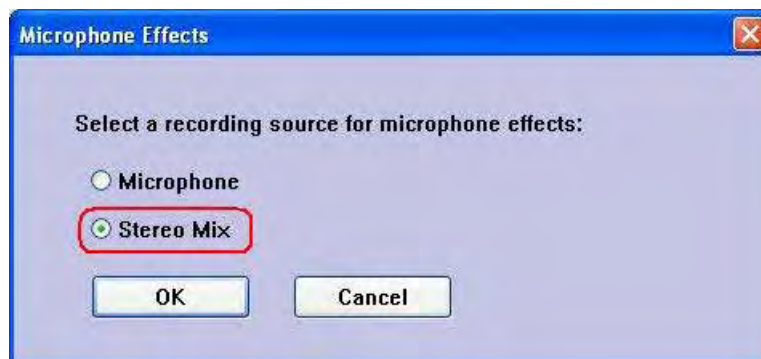 Microphone Effects
Select a recording source for microphone effects:
Microphone
Stereo Mix
OK Cancel